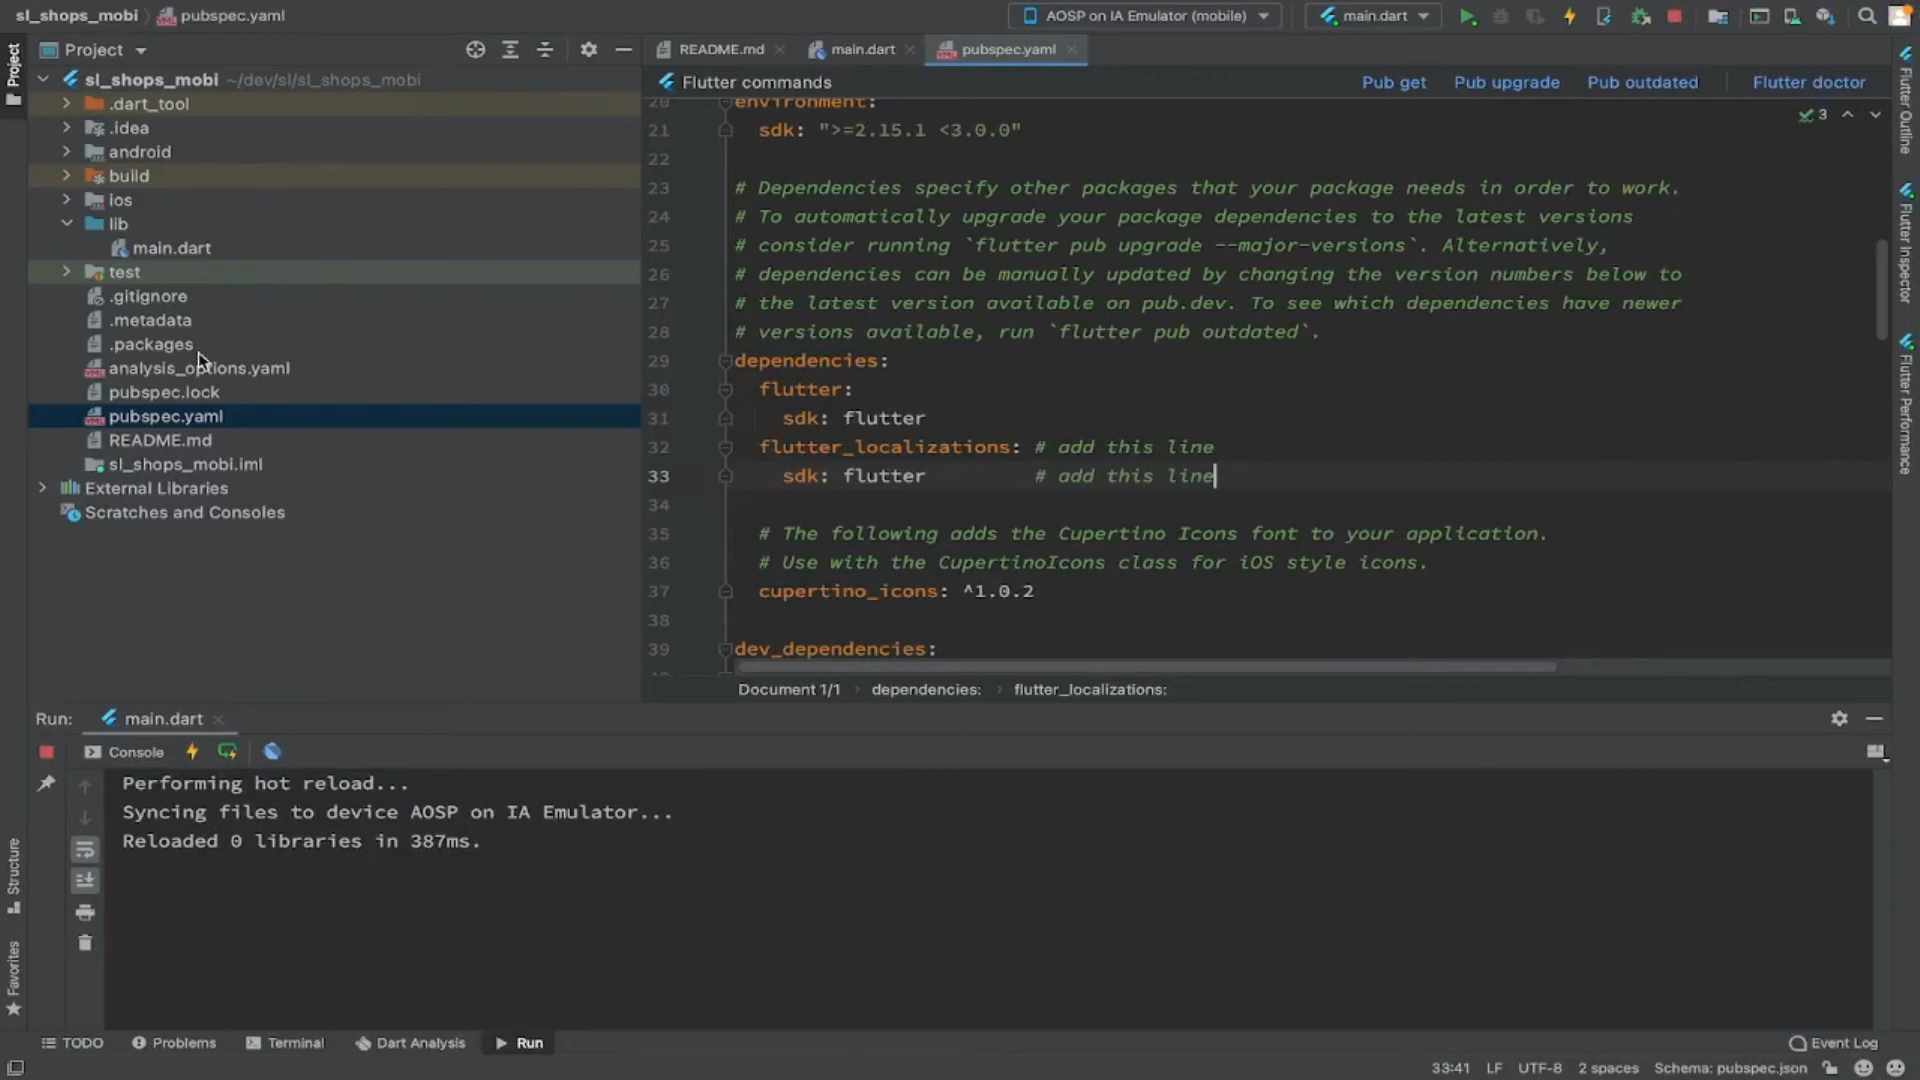 sl_shops_mobi
pubspec.yaml
AOSP on IA Emulator (mobile)
main.dart
Project
Project
README.md
main.dart
pubspec.yaml
Flutter commands
Pub get
Pub upgrade
Pub outdated
Flutter doctor
sl_shops_mobi ~/dev/sl/sl_shops_mobi
.dart_tool
.idea
android
build
ios
lib
main.dart
test
.gitignore
.metadata
.packages
analysis_options.yaml
pubspec.lock
pubspec.yaml
README.md
sl_shops_mobi.iml
External Libraries
Scratches and Consoles
3
20 environment:
21 sdk: ">=2.15.1 <3.0.0"
22
23 # Dependencies specify other packages that your package needs in order to work.
24 # To automatically upgrade your package dependencies to the latest versions
25 # consider running `flutter pub upgrade --major-versions`. Alternatively,
26 # dependencies can be manually updated by changing the version numbers below to
27 # the latest version available on pub.dev. To see which dependencies have newer
28 # versions available, run `flutter pub outdated`.
29 dependencies:
30 flutter:
31 sdk: flutter
32 flutter_localizations: # add this line
33 sdk: flutter # add this line
34
35 # The following adds the Cupertino Icons font to your application.
36 # Use with the CupertinoIcons class for iOS style icons.
37 cupertino_icons: ^1.0.2
38
39 dev_dependencies:
Document 1/1
dependencies:
flutter_localizations:
Flutter Outline
Flutter Inspector
Flutter Performance
Run:
main.dart
Console
Performing hot reload...
Syncing files to device AOSP on IA Emulator...
Reloaded 0 libraries in 387ms.
Structure
Favorites
TODO
Problems
Terminal
Dart Analysis
Run
Event Log
33:41
LF
UTF-8
2 spaces
Schema: pubspec.json